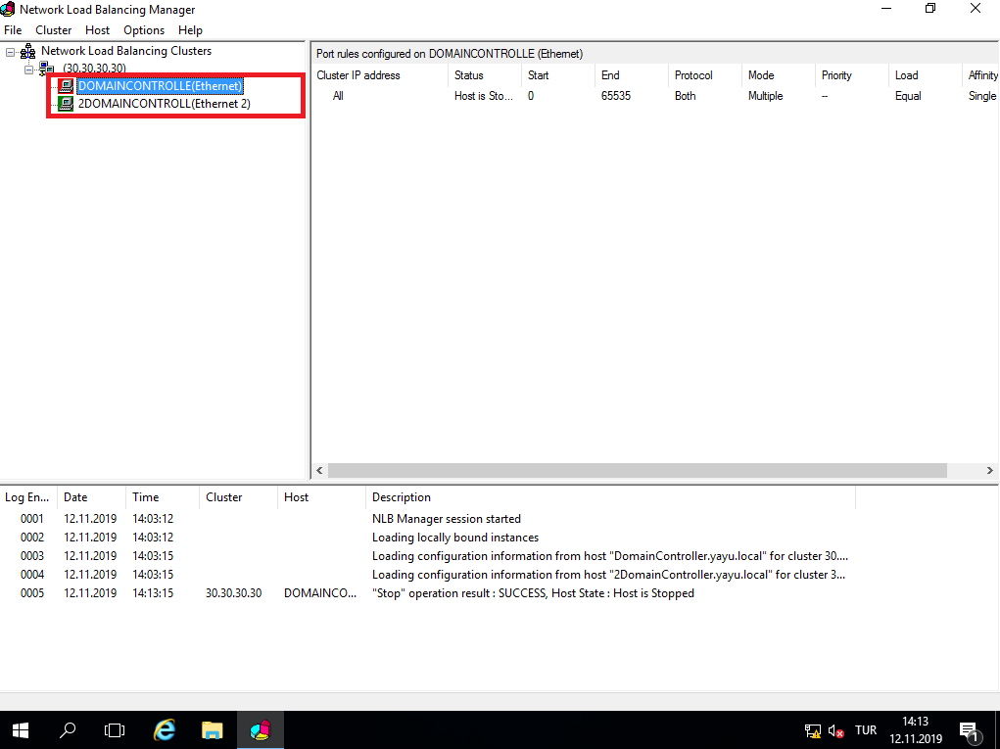 Network Load Balancing Manager
File Cluster Host Options Help
Network Load Balancing Clusters
(30.30.30.30)
DOMAINCONTROLLE(Ethernet)
2DOMAINCONTROLL(Ethernet 2)
Port rules configured on DOMAINCONTROLLE (Ethernet)
Cluster IP address Status Start End Protocol Mode Priority Load Affinity
All Host is Sto... 0 65535 Both Multiple -- Equal Single
Log En... Date Time Cluster Host Description
0001 12.11.2019 14:03:12 NLB Manager session started
0002 12.11.2019 14:03:12 Loading locally bound instances
0003 12.11.2019 14:03:15 Loading configuration information from host "DomainController.yayu.local" for cluster 30....
0004 12.11.2019 14:03:15 Loading configuration information from host "2DomainController.yayu.local" for cluster 3...
0005 12.11.2019 14:13:15 30.30.30.30 DOMAINCO... "Stop" operation result : SUCCESS, Host State : Host is Stopped
TUR
14:13
12.11.2019
1